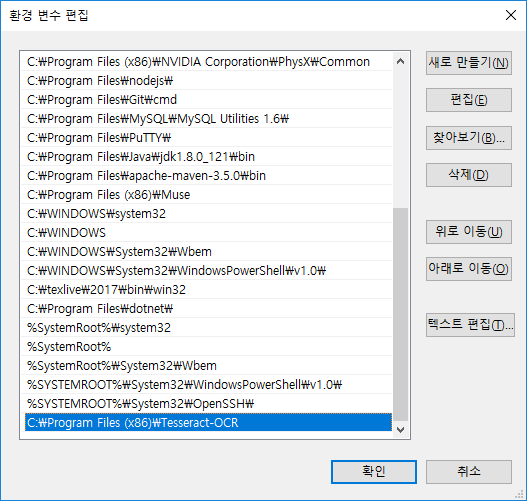 환경 변수 편집
C:₩Program Files (x86)₩NVIDIA Corporation₩PhysX₩Common
C:₩Program Files₩nodejs₩
C:₩Program Files₩Git₩cmd
C:₩Program Files₩MySQL₩MySQL Utilities 1.6₩
C:₩Program Files₩PuTTY₩
C:₩Program Files₩Java₩jdk1.8.0_121₩bin
C:₩Program Files₩apache-maven-3.5.0₩bin
C:₩Program Files (x86)₩Muse
C:₩WINDOWS₩system32
C:₩WINDOWS
C:₩WINDOWS₩System32₩Wbem
C:₩WINDOWS₩System32₩WindowsPowerShell₩v1.0₩
C:₩texlive₩2017₩bin₩win32
C:₩Program Files₩dotnet₩
%SystemRoot%₩system32
%SystemRoot%
%SystemRoot%₩System32₩Wbem
%SYSTEMROOT%₩System32₩WindowsPowerShell₩v1.0₩
%SYSTEMROOT%₩System32₩OpenSSH₩
C:₩Program Files (x86)₩Tesseract-OCR
새로 만들기(N)
편집(E)
찾아보기(B)...
삭제(D)
위로 이동(U)
아래로 이동(O)
텍스트 편집(T)...
확인
취소